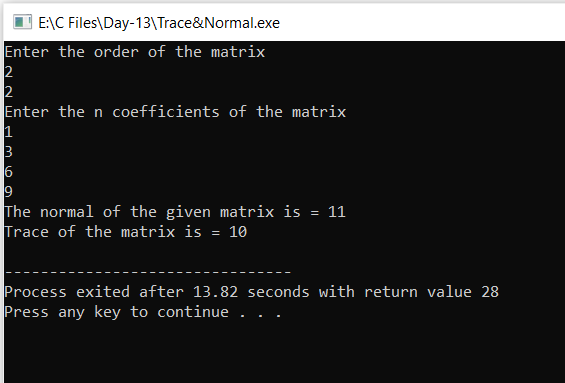 E:\C Files\Day-13\Trace&Normal.exe
Enter the order of the matrix
2
2
Enter the n coefficients of the matrix
1
3
6
9
The normal of the given matrix is = 11
Trace of the matrix is = 10
--------------------------------
Process exited after 13.82 seconds with return value 28
Press any key to continue . . .